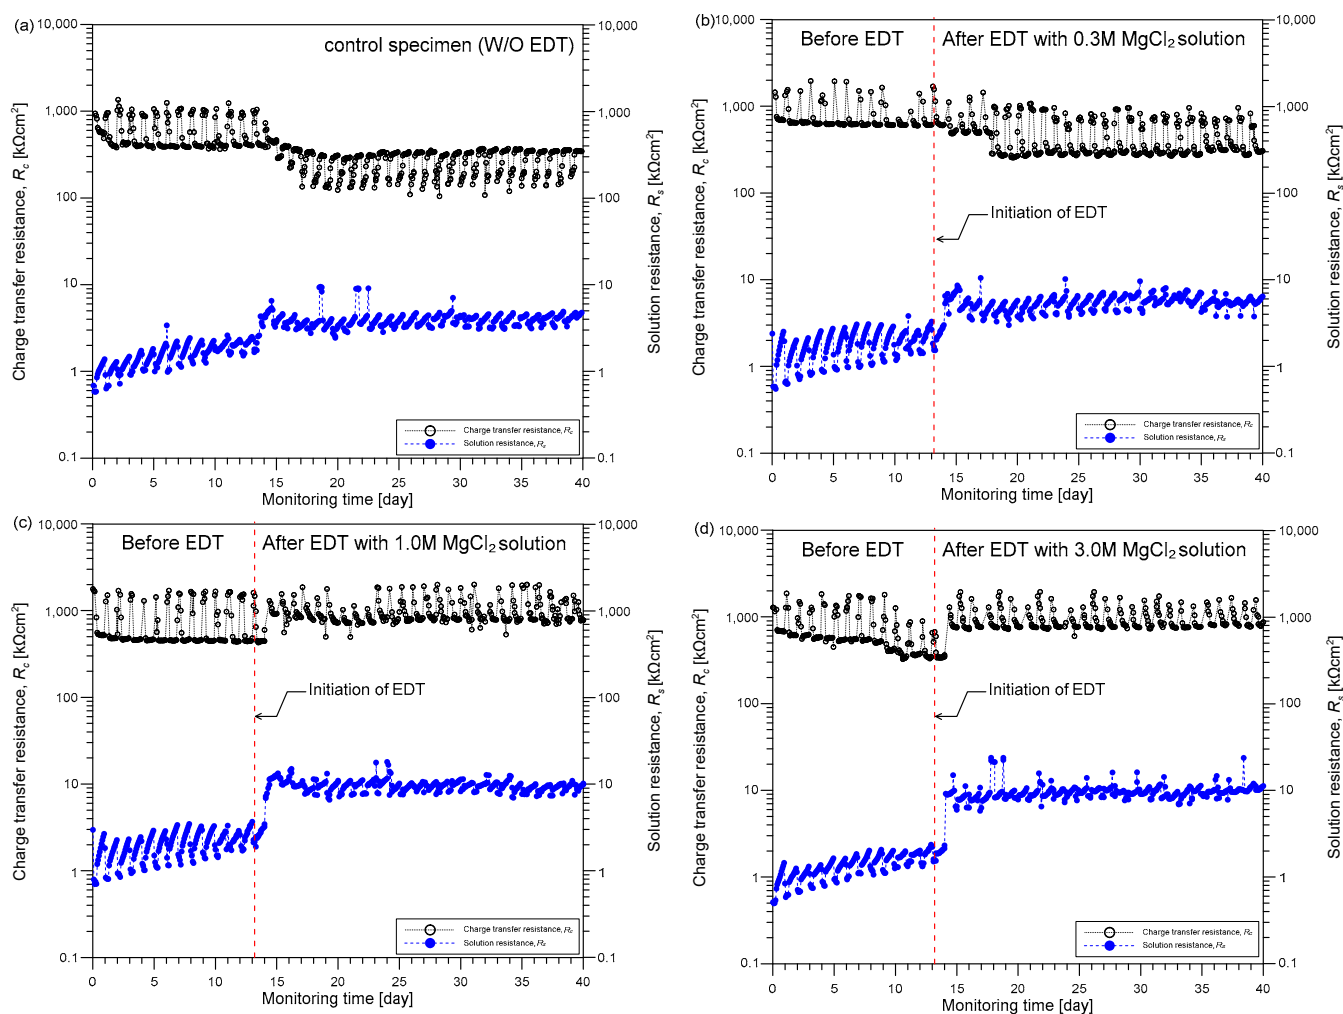 (a)
control specimen (W/O EDT)
10,000
1,000
100
10
1
0.1
10,000
1,000
100
10
1
0.1
Charge transfer resistance, Rc [kΩcm²]
Solution resistance, Rs [kΩcm²]
Charge transfer resistance, Rc
Solution resistance, Rs
0 5 10 15 20 25 30 35 40
Monitoring time [day]
(b)
Before EDT
After EDT with 0.3M MgCl₂ solution
10,000
1,000
100
10
1
0.1
10,000
1,000
100
10
1
0.1
Charge transfer resistance, Rc [kΩcm²]
Solution resistance, Rs [kΩcm²]
Initiation of EDT
Charge transfer resistance, Rc
Solution resistance, Rs
0 5 10 15 20 25 30 35 40
Monitoring time [day]
(c)
Before EDT
After EDT with 1.0M MgCl₂ solution
10,000
1,000
100
10
1
0.1
10,000
1,000
100
10
1
0.1
Charge transfer resistance, Rc [kΩcm²]
Solution resistance, Rs [kΩcm²]
Initiation of EDT
Charge transfer resistance, Rc
Solution resistance, Rs
0 5 10 15 20 25 30 35 40
Monitoring time [day]
(d)
Before EDT
After EDT with 3.0M MgCl₂ solution
10,000
1,000
100
10
1
0.1
10,000
1,000
100
10
1
0.1
Charge transfer resistance, Rc [kΩcm²]
Solution resistance, Rs [kΩcm²]
Initiation of EDT
Charge transfer resistance, Rc
Solution resistance, Rs
0 5 10 15 20 25 30 35 40
Monitoring time [day]